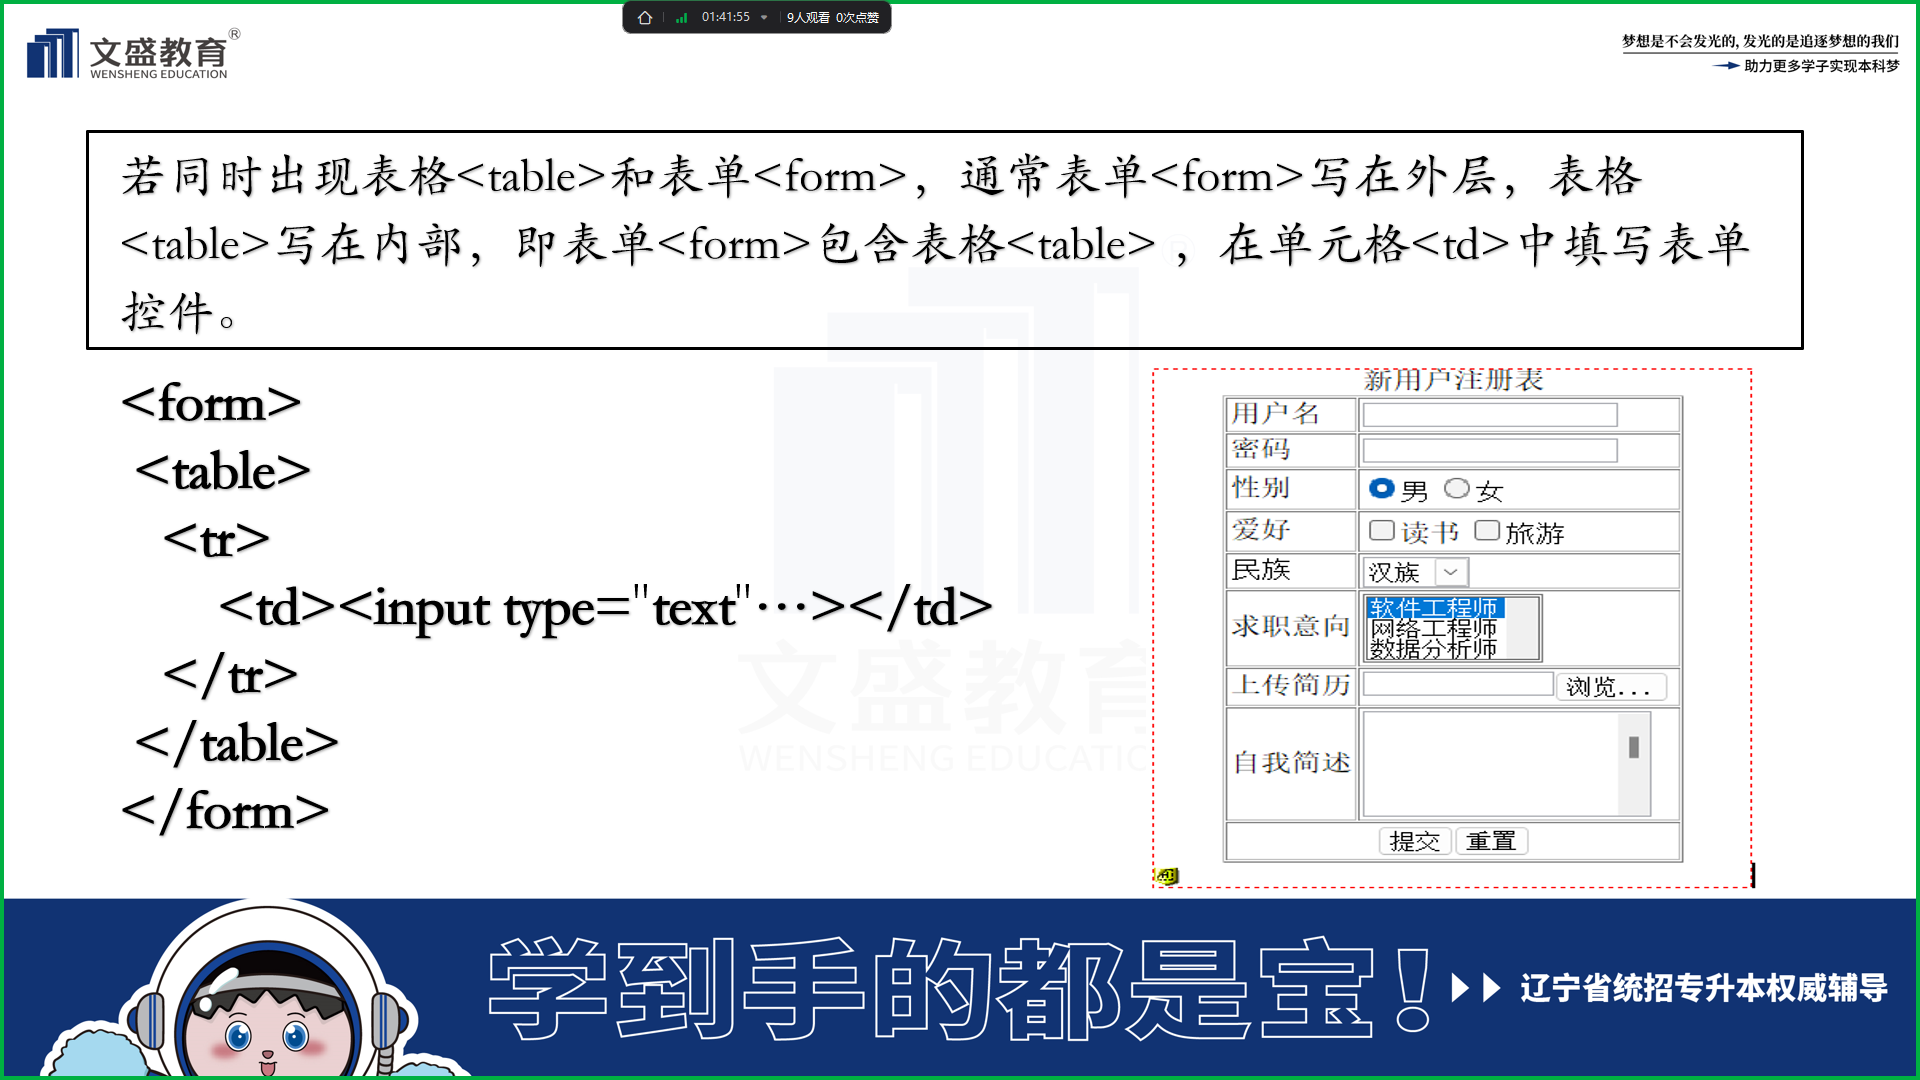 01:41:55 9人观看 0次点赞
文盛教育®
WENSHENG EDUCATION
梦想是不会发光的, 发光的是追逐梦想的我们
助力更多学子实现本科梦
若同时出现表格<table>和表单<form>，通常表单<form>写在外层，表格
<table>写在内部，即表单<form>包含表格<table>，在单元格<td>中填写表单
控件。
<form>
<table>
<tr>
<td><input type="text"…></td>
</tr>
</table>
</form>
新用户注册表
用户名
密码
性别 男 女
爱好 读书 旅游
民族 汉族
求职意向 软件工程师
网络工程师
数据分析师
上传简历 浏览...
自我简述
提交 重置
文盛教育
WENSHENG EDUCATIO
学到手的都是宝！
辽宁省统招专升本权威辅导